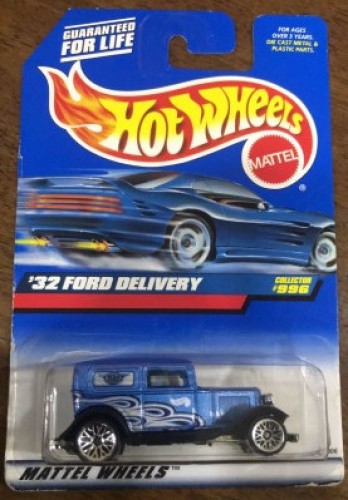 GUARANTEED
FOR LIFE
FOR AGES
OVER 3 YEARS.
DIE CAST METAL &
PLASTIC PARTS.
HOT WHEELS
MATTEL
®
'32 FORD DELIVERY
COLLECTOR
#996
MATTEL WHEELS™